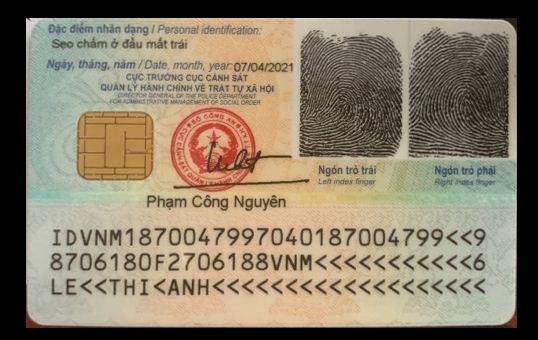 Đặc điểm nhân dạng / Personal identification:
Sẹo chấm ở đầu mắt trái
Ngày, tháng, năm / Date, month, year: 07/04/2021
CỤC TRƯỞNG CỤC CẢNH SÁT
QUẢN LÝ HÀNH CHÍNH VỀ TRẬT TỰ XÃ HỘI
DIRECTOR GENERAL OF THE POLICE DEPARTMENT
FOR ADMINISTRATIVE MANAGEMENT OF SOCIAL ORDER
BỘ CÔNG AN
Ngón trỏ trái
Left index finger
Ngón trỏ phải
Right index finger
Phạm Công Nguyên
IDVNM1870047997040187004799<<9
8706180F2706188VNM<<<<<<<<<<<6
LE<<THI<ANH<<<<<<<<<<<<<<<<<<<